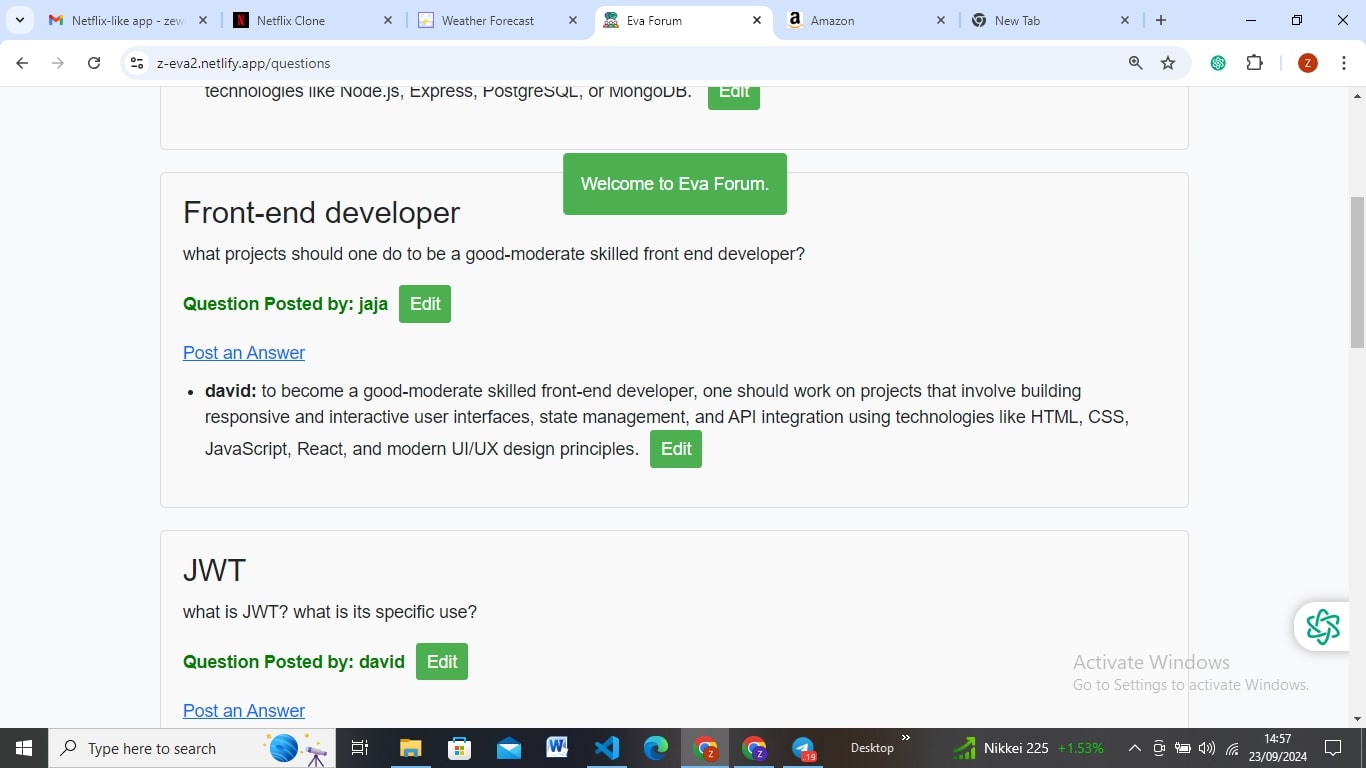 Netflix-like app - zew
Netflix Clone
Weather Forecast
Eva Forum
Amazon
New Tab
z-eva2.netlify.app/questions
Z
technologies like Node.js, Express, PostgreSQL, or MongoDB.
Edit
Welcome to Eva Forum.
Front-end developer
what projects should one do to be a good-moderate skilled front end developer?
Question Posted by: jaja
Edit
Post an Answer
david: to become a good-moderate skilled front-end developer, one should work on projects that involve building
responsive and interactive user interfaces, state management, and API integration using technologies like HTML, CSS,
JavaScript, React, and modern UI/UX design principles.
Edit
JWT
what is JWT? what is its specific use?
Question Posted by: david
Edit
Post an Answer
Activate Windows
Go to Settings to activate Windows.
Type here to search
Desktop
Nikkei 225 +1.53%
14:57
23/09/2024